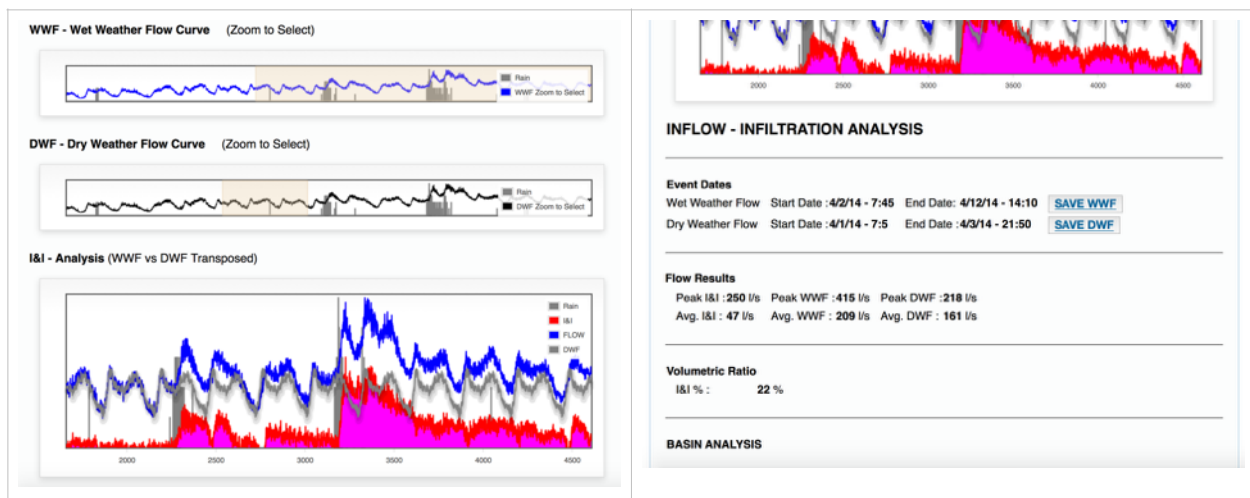 WWF - Wet Weather Flow Curve (Zoom to Select)
Rain
WWF Zoom to Select
DWF - Dry Weather Flow Curve (Zoom to Select)
Rain
DWF Zoom to Select
I&I - Analysis (WWF vs DWF Transposed)
Rain
I&I
FLOW
DWF
2000 2500 3000 3500 4000 4500
2000 2500 3000 3500 4000 4500
INFLOW - INFILTRATION ANALYSIS
Event Dates
Wet Weather Flow Start Date :4/2/14 - 7:45 End Date: 4/12/14 - 14:10 SAVE WWF
Dry Weather Flow Start Date :4/1/14 - 7:5 End Date :4/3/14 - 21:50 SAVE DWF
Flow Results
Peak I&I :250 l/s Peak WWF :415 l/s Peak DWF :218 l/s
Avg. I&I : 47 l/s Avg. WWF : 209 l/s Avg. DWF : 161 l/s
Volumetric Ratio
I&I % : 22 %
BASIN ANALYSIS